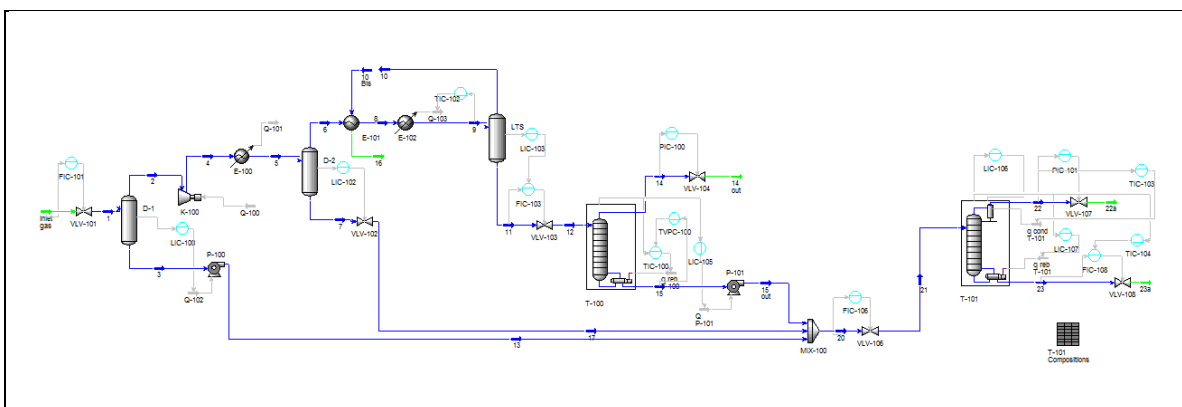 10
Bis
10
TIC-102
Q-103
6
8
9
E-101
E-102
LTS
Q-101
4
5
E-100
16
D-2
LIC-103
LIC-102
FIC-101
2
K-100
Q-100
Inlet
gas
VLV-101
1
D-1
LIC-100
P-100
3
Q-102
7
VLV-102
FIC-103
11
VLV-103
12
PIC-100
14
VLV-104
14
out
TVPC-100
TIC-100
LIC-105
T-100
P-101
15
out
Q
P-101
13
17
MIX-100
FIC-106
20
VLV-106
21
LIC-106
PIC-101
TIC-103
22
VLV-107
22a
q cond
T-101
LIC-107
TIC-104
q reb
T-101
FIC-108
23
VLV-108
23a
T-101
T-101
Compositions